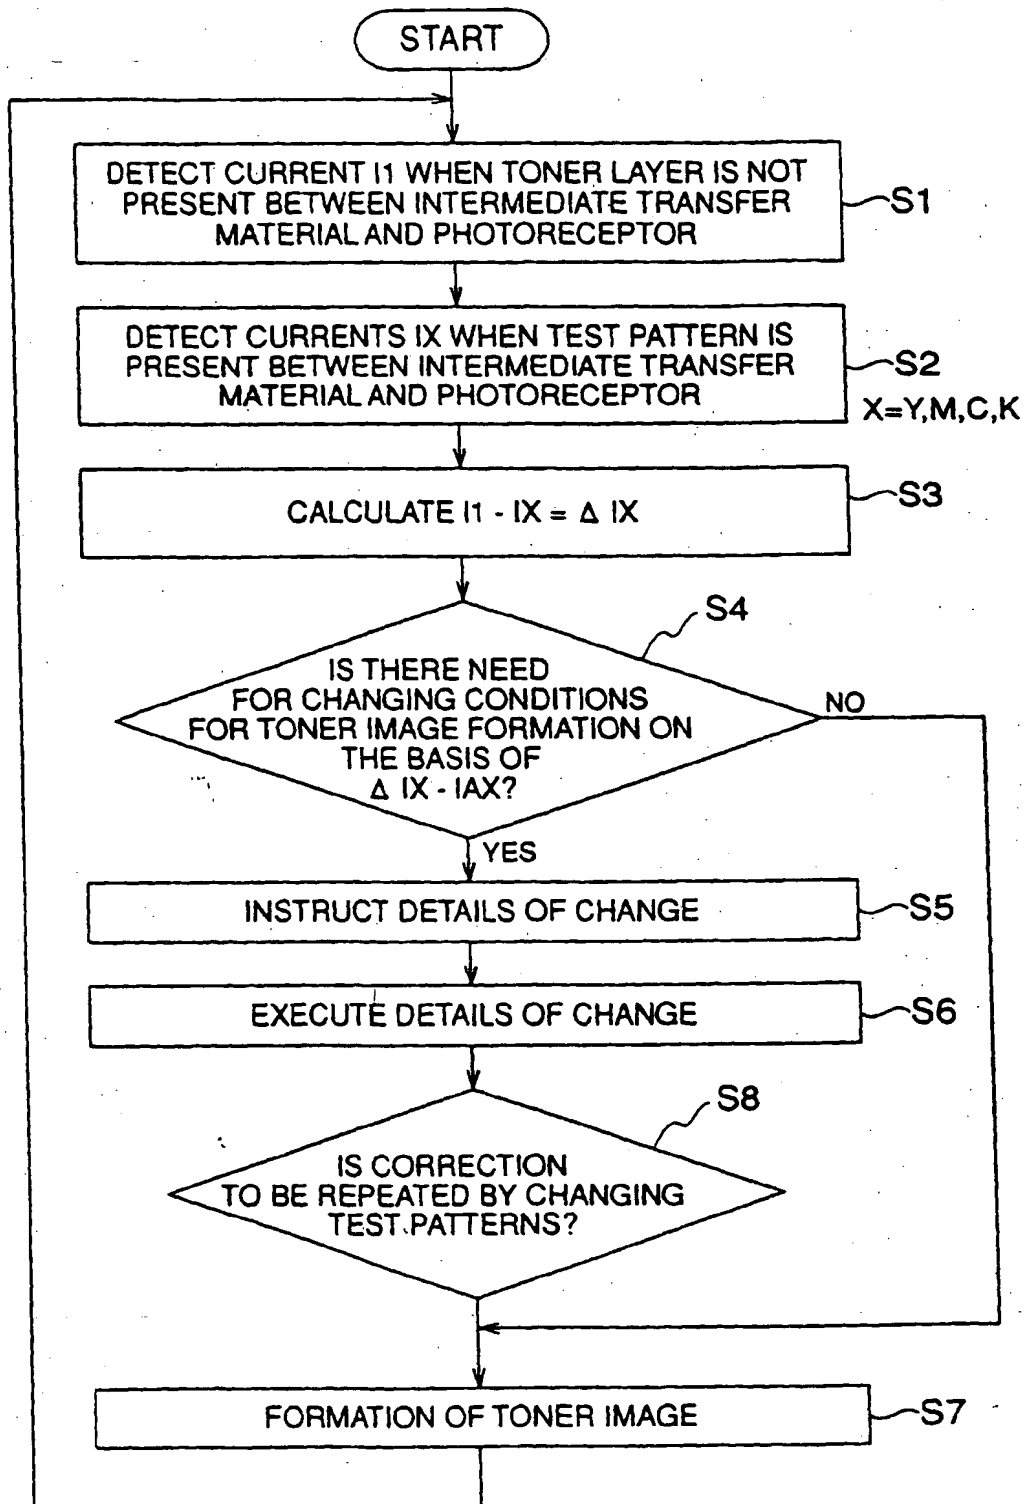 START
DETECT CURRENT I1 WHEN TONER LAYER IS NOT
PRESENT BETWEEN INTERMEDIATE TRANSFER
MATERIAL AND PHOTORECEPTOR
S1
DETECT CURRENTS IX WHEN TEST PATTERN IS
PRESENT BETWEEN INTERMEDIATE TRANSFER
MATERIAL AND PHOTORECEPTOR
S2
X=Y,M,C,K
CALCULATE I1 - IX = Δ IX
S3
S4
IS THERE NEED
FOR CHANGING CONDITIONS
FOR TONER IMAGE FORMATION ON
THE BASIS OF
Δ IX - IAX?
NO
YES
INSTRUCT DETAILS OF CHANGE
S5
EXECUTE DETAILS OF CHANGE
S6
S8
IS CORRECTION
TO BE REPEATED BY CHANGING
TEST PATTERNS?
FORMATION OF TONER IMAGE
S7